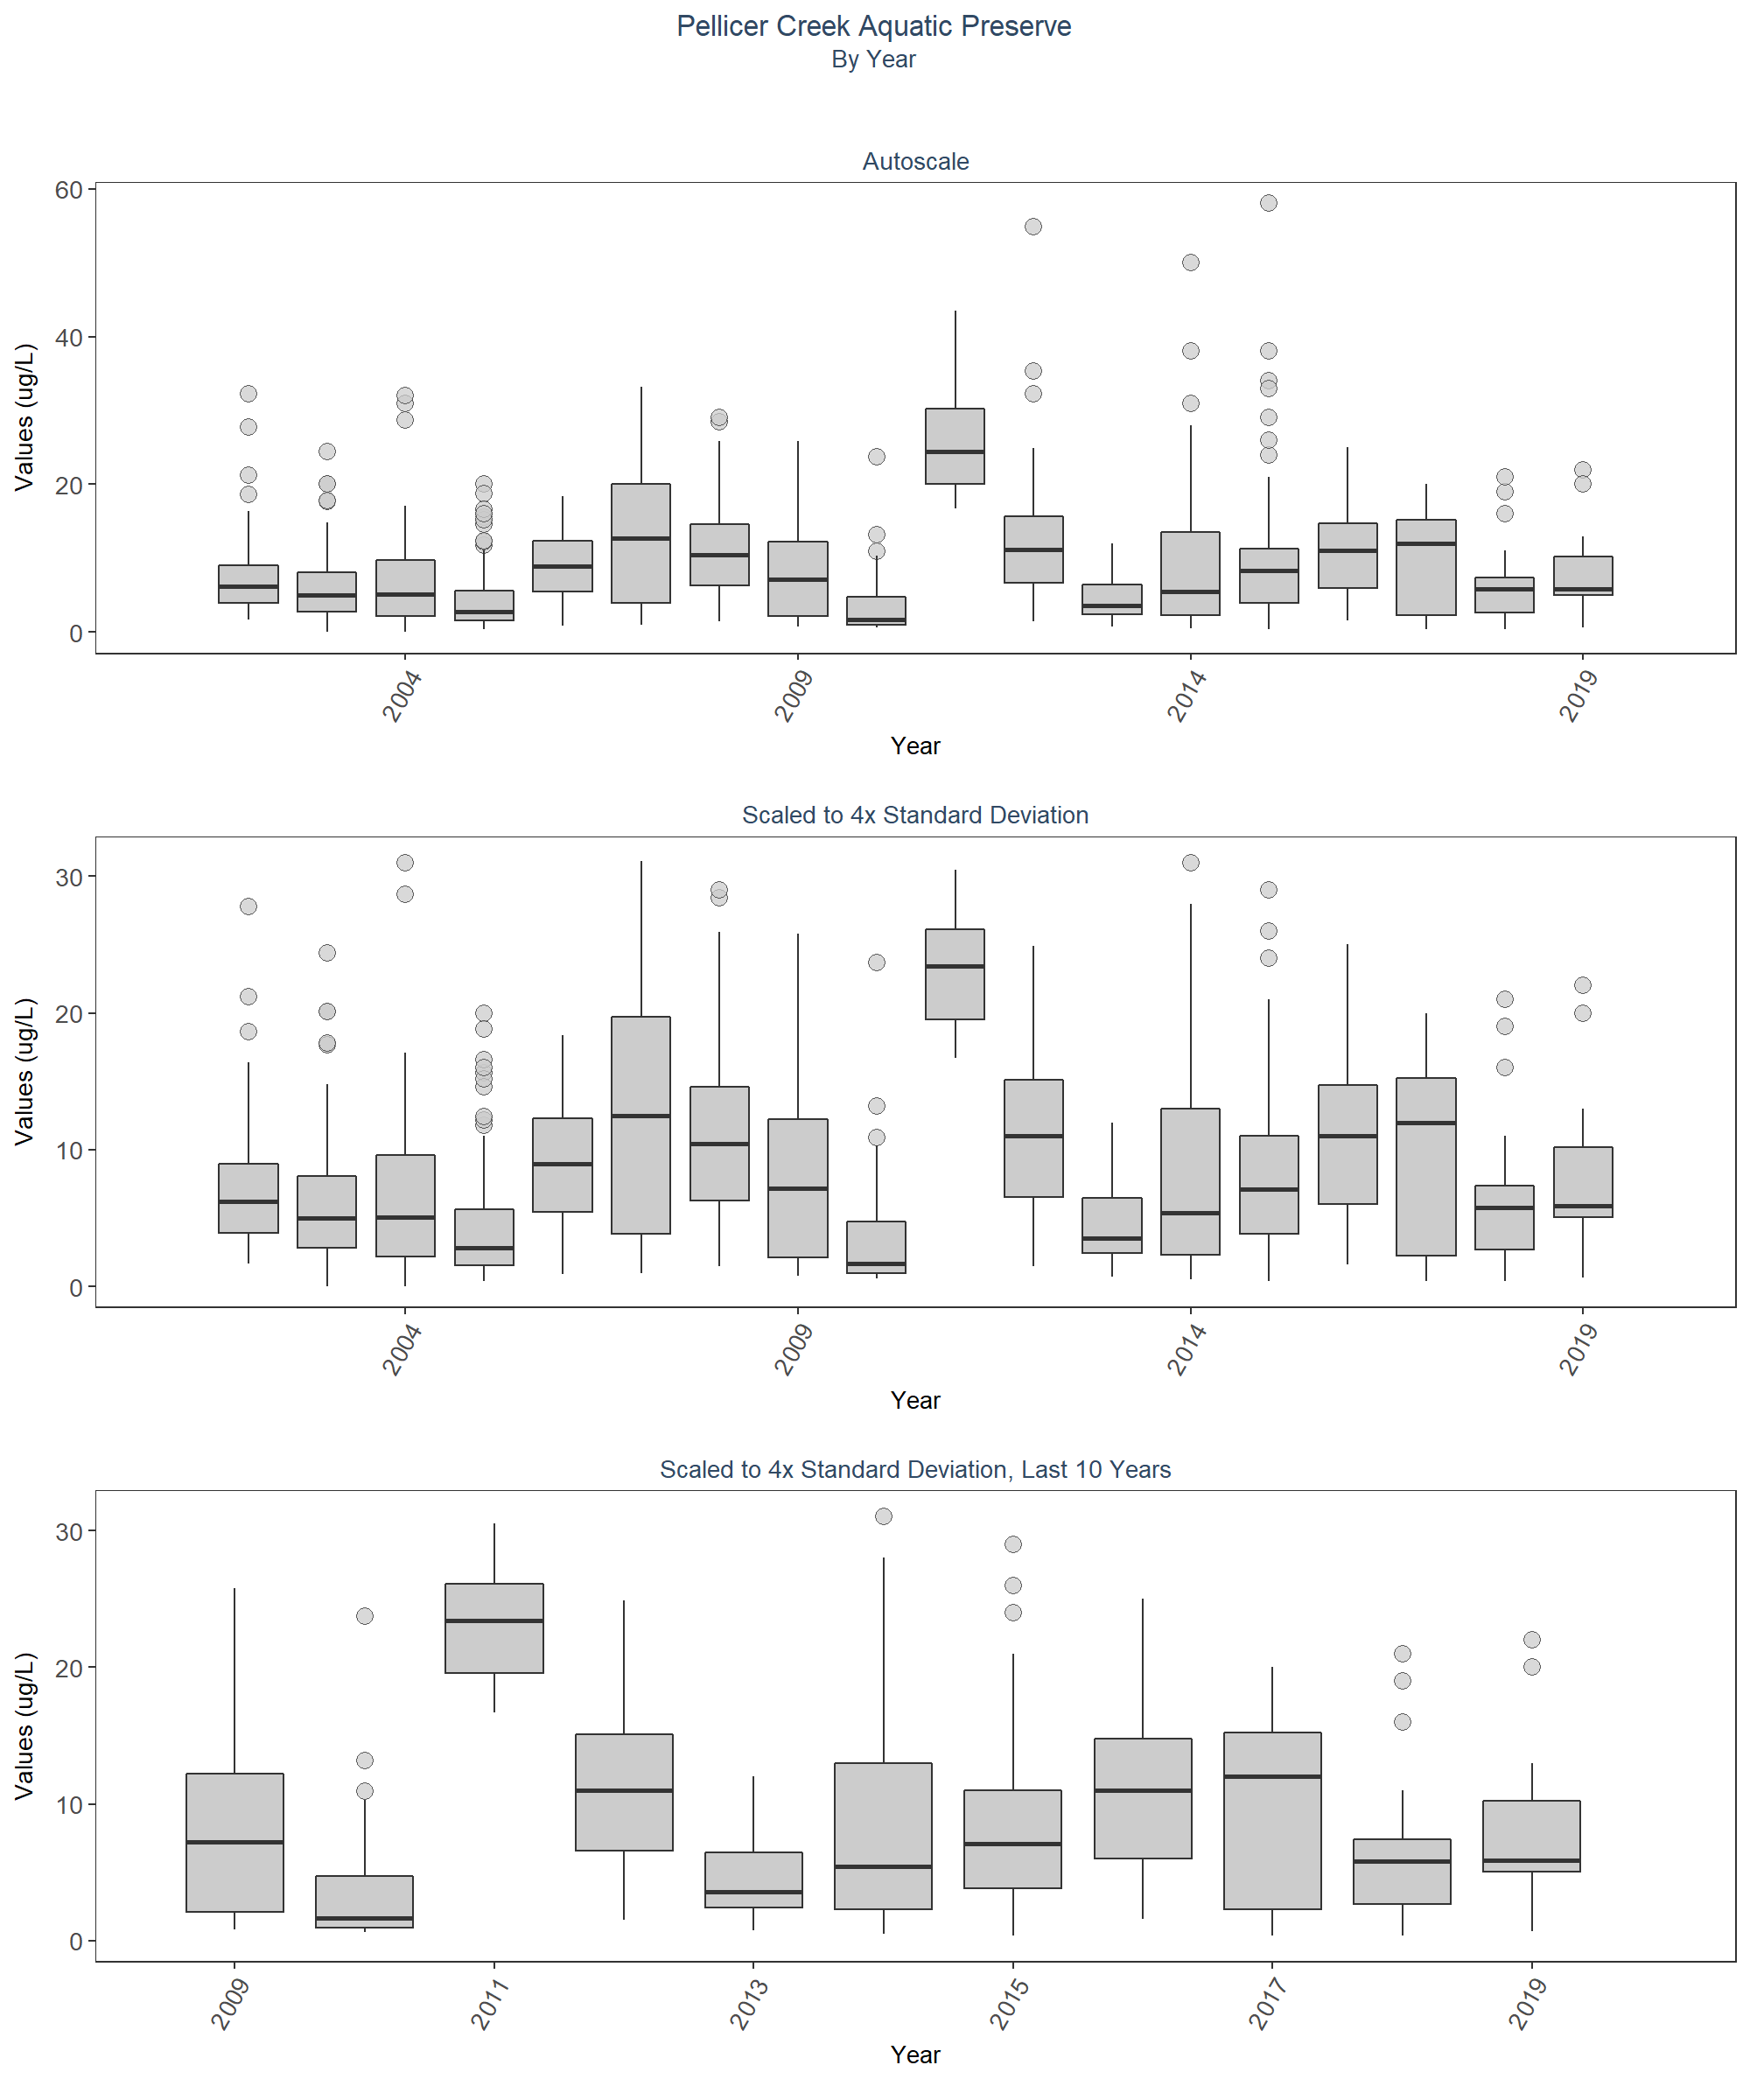 Pellicer Creek Aquatic Preserve
By Year
Autoscale
Values (ug/L)
60
40
20
0
2004
2009
2014
2019
Year
Scaled to 4x Standard Deviation
Values (ug/L)
30
20
10
0
2004
2009
2014
2019
Year
Scaled to 4x Standard Deviation, Last 10 Years
Values (ug/L)
30
20
10
0
2009
2011
2013
2015
2017
2019
Year